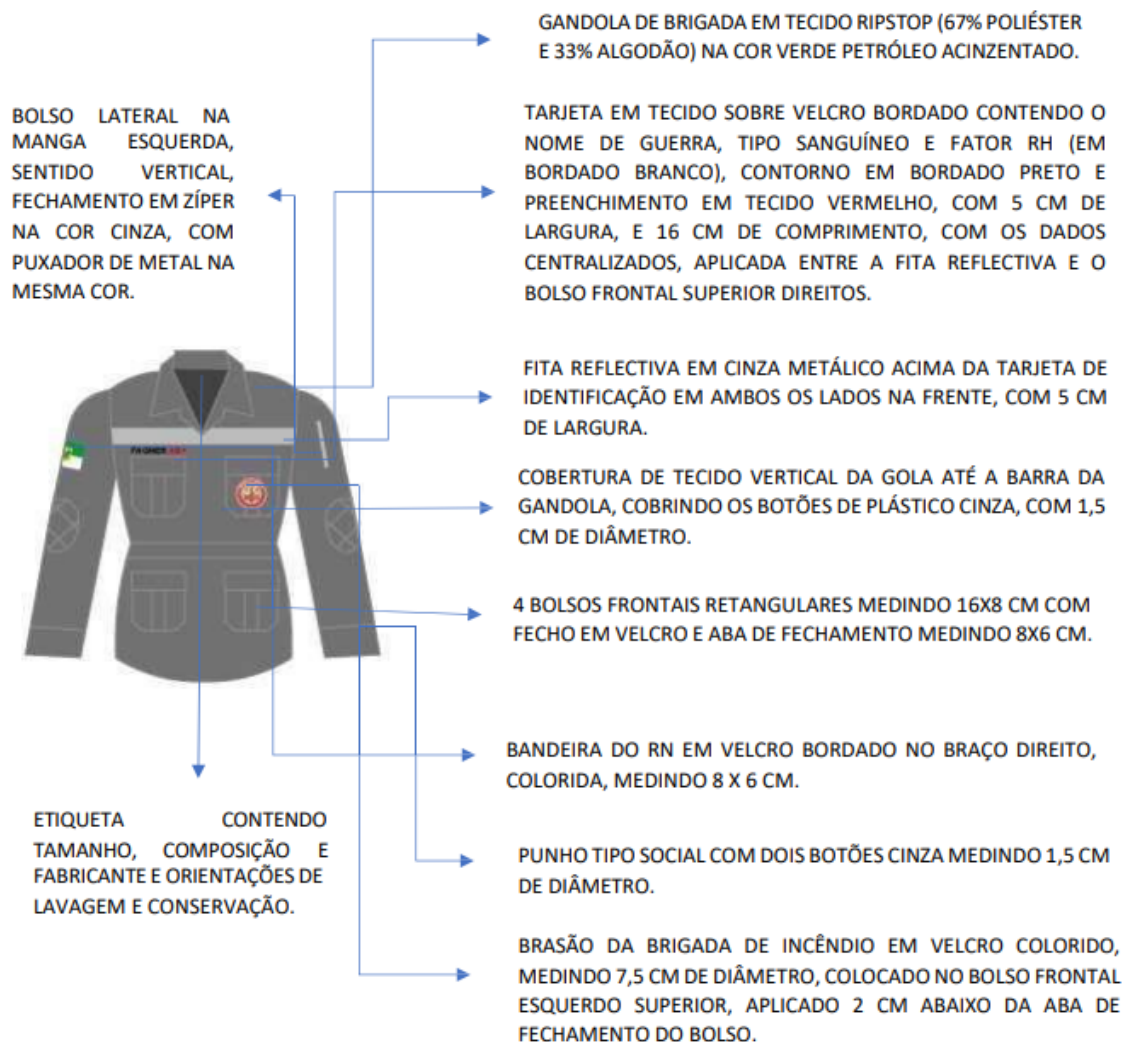 GANDOLA DE BRIGADA EM TECIDO RIPSTOP (67% POLIÉSTER
E 33% ALGODÃO) NA COR VERDE PETRÓLEO ACINZENTADO.
BOLSO LATERAL NA
MANGA ESQUERDA,
SENTIDO VERTICAL,
FECHAMENTO EM ZÍPER
NA COR CINZA, COM
PUXADOR DE METAL NA
MESMA COR.
TARJETA EM TECIDO SOBRE VELCRO BORDADO CONTENDO O
NOME DE GUERRA, TIPO SANGUÍNEO E FATOR RH (EM
BORDADO BRANCO), CONTORNO EM BORDADO PRETO E
PREENCHIMENTO EM TECIDO VERMELHO, COM 5 CM DE
LARGURA, E 16 CM DE COMPRIMENTO, COM OS DADOS
CENTRALIZADOS, APLICADA ENTRE A FITA REFLECTIVA E O
BOLSO FRONTAL SUPERIOR DIREITOS.
FITA REFLECTIVA EM CINZA METÁLICO ACIMA DA TARJETA DE
IDENTIFICAÇÃO EM AMBOS OS LADOS NA FRENTE, COM 5 CM
DE LARGURA.
FAGNER
COBERTURA DE TECIDO VERTICAL DA GOLA ATÉ A BARRA DA
GANDOLA, COBRINDO OS BOTÕES DE PLÁSTICO CINZA, COM 1,5
CM DE DIÂMETRO.
4 BOLSOS FRONTAIS RETANGULARES MEDINDO 16X8 CM COM
FECHO EM VELCRO E ABA DE FECHAMENTO MEDINDO 8X6 CM.
BANDEIRA DO RN EM VELCRO BORDADO NO BRAÇO DIREITO,
COLORIDA, MEDINDO 8 X 6 CM.
ETIQUETA CONTENDO
TAMANHO, COMPOSIÇÃO E
FABRICANTE E ORIENTAÇÕES DE
LAVAGEM E CONSERVAÇÃO.
PUNHO TIPO SOCIAL COM DOIS BOTÕES CINZA MEDINDO 1,5 CM
DE DIÂMETRO.
BRASÃO DA BRIGADA DE INCÊNDIO EM VELCRO COLORIDO,
MEDINDO 7,5 CM DE DIÂMETRO, COLOCADO NO BOLSO FRONTAL
ESQUERDO SUPERIOR, APLICADO 2 CM ABAIXO DA ABA DE
FECHAMENTO DO BOLSO.